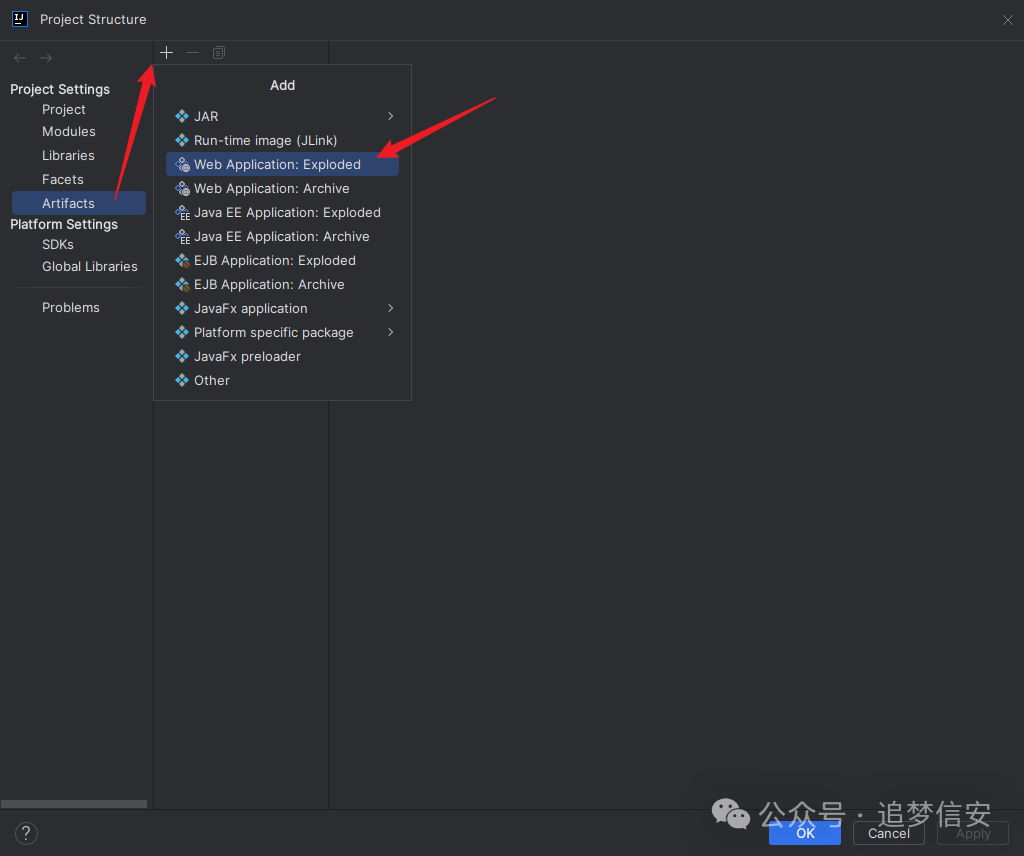 Project Structure
Project Settings
Project
Modules
Libraries
Facets
Artifacts
Platform Settings
SDKs
Global Libraries
Problems
Add
JAR
Run-time image (JLink)
Web Application: Exploded
Web Application: Archive
Java EE Application: Exploded
Java EE Application: Archive
EJB Application: Exploded
EJB Application: Archive
JavaFx application
Platform specific package
JavaFx preloader
Other
公众号 · 追梦信安
?
OK
Cancel
Apply